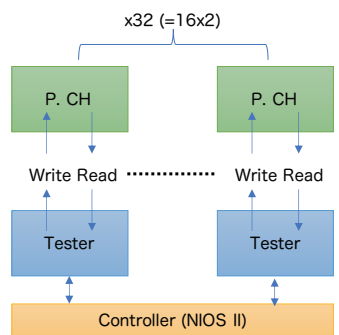 x32 (=16x2)
P. CH P. CH
Write Read Write Read
Tester Tester
Controller (NIOS II)